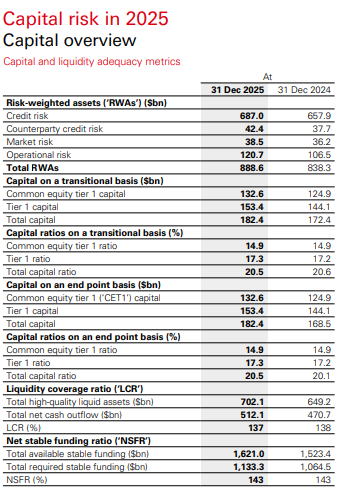 Capital risk in 2025
Capital overview
Capital and liquidity adequacy metrics
At
31 Dec 2025 31 Dec 2024
Risk-weighted assets (‘RWAs’) ($bn)
Credit risk 687.0 657.9
Counterparty credit risk 42.4 37.7
Market risk 38.5 36.2
Operational risk 120.7 106.5
Total RWAs 888.6 838.3
Capital on a transitional basis ($bn)
Common equity tier 1 capital 132.6 124.9
Tier 1 capital 153.4 144.1
Total capital 182.4 172.4
Capital ratios on a transitional basis (%)
Common equity tier 1 ratio 14.9 14.9
Tier 1 ratio 17.3 17.2
Total capital ratio 20.5 20.6
Capital on an end point basis ($bn)
Common equity tier 1 (‘CET1’) capital 132.6 124.9
Tier 1 capital 153.4 144.1
Total capital 182.4 168.5
Capital ratios on an end point basis (%)
Common equity tier 1 ratio 14.9 14.9
Tier 1 ratio 17.3 17.2
Total capital ratio 20.5 20.1
Liquidity coverage ratio (‘LCR’)
Total high-quality liquid assets ($bn) 702.1 649.2
Total net cash outflow ($bn) 512.1 470.7
LCR (%) 137 138
Net stable funding ratio (‘NSFR’)
Total available stable funding ($bn) 1,621.0 1,523.4
Total required stable funding ($bn) 1,133.3 1,064.5
NSFR (%) 143 143